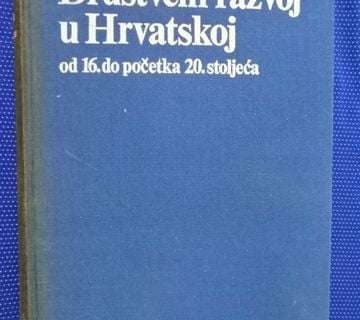 Društveni razvoj
u Hrvatskoj
od 16. do početka 20. stoljeća